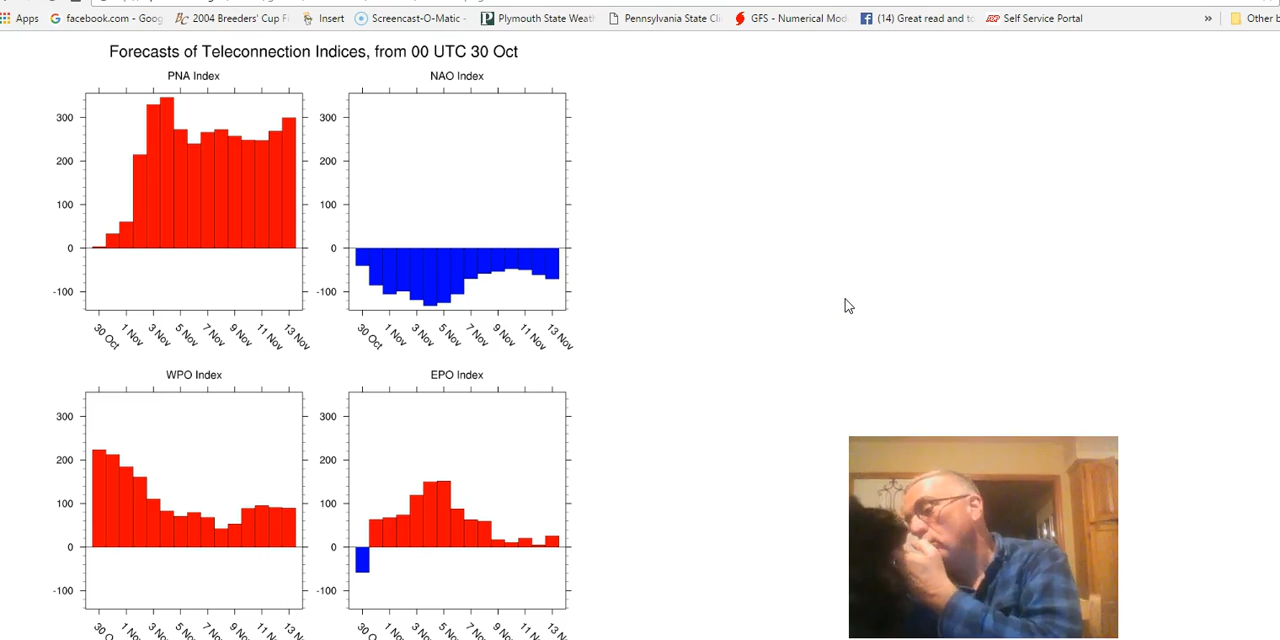 Apps facebook.com - Goog 2004 Breeders' Cup Fi Insert Screencast-O-Matic - Plymouth State Weat Pennsylvania State Cli GFS - Numerical Mod (14) Great read and to ADP Self Service Portal » Other b
Forecasts of Teleconnection Indices, from 00 UTC 30 Oct
PNA Index
300
200
100
0
-100
30 Oct 1 Nov 3 Nov 5 Nov 7 Nov 9 Nov 11 Nov 13 Nov
NAO Index
300
200
100
0
-100
30 Oct 1 Nov 3 Nov 5 Nov 7 Nov 9 Nov 11 Nov 13 Nov
WPO Index
300
200
100
0
-100
EPO Index
300
200
100
0
-100